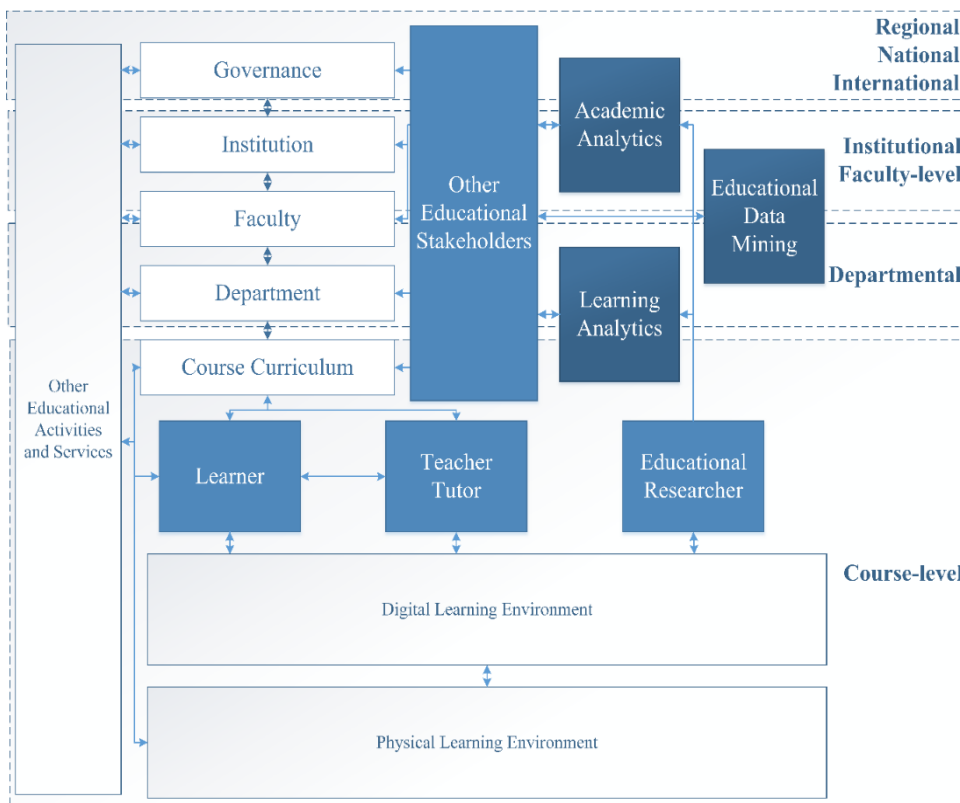 Regional
National
International
Governance
Academic
Analytics
Institution
Institutional
Faculty-level
Other
Educational
Stakeholders
Educational
Data
Mining
Faculty
Departmental
Department
Learning
Analytics
Course Curriculum
Other
Educational
Activities
and Services
Learner
Teacher
Tutor
Educational
Researcher
Course-level
Digital Learning Environment
Physical Learning Environment